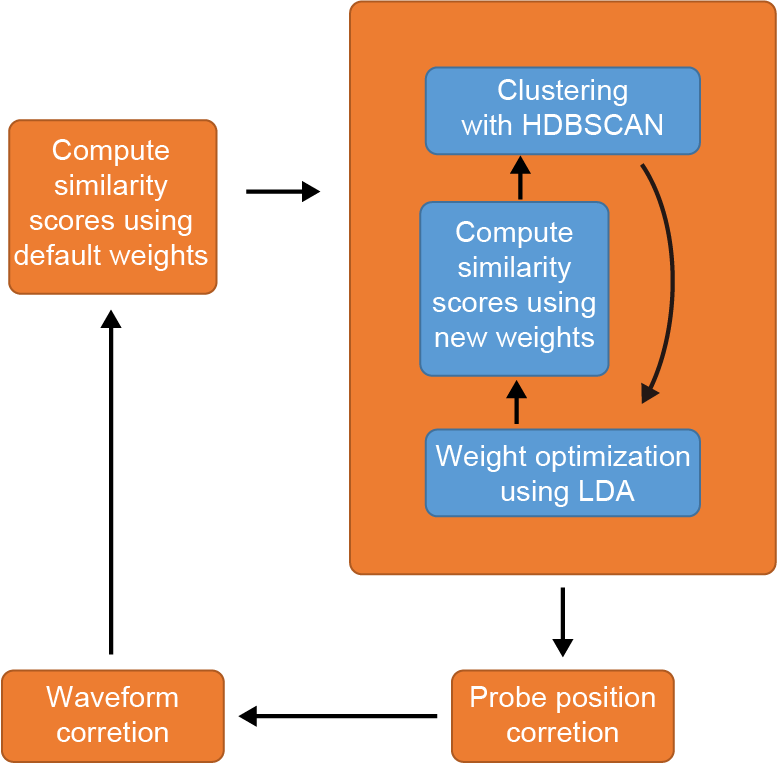 Compute
similarity
scores using
default weights
Clustering
with HDBSCAN
Compute
similarity
scores using
new weights
Weight optimization
using LDA
Probe position
corretion
Waveform
corretion